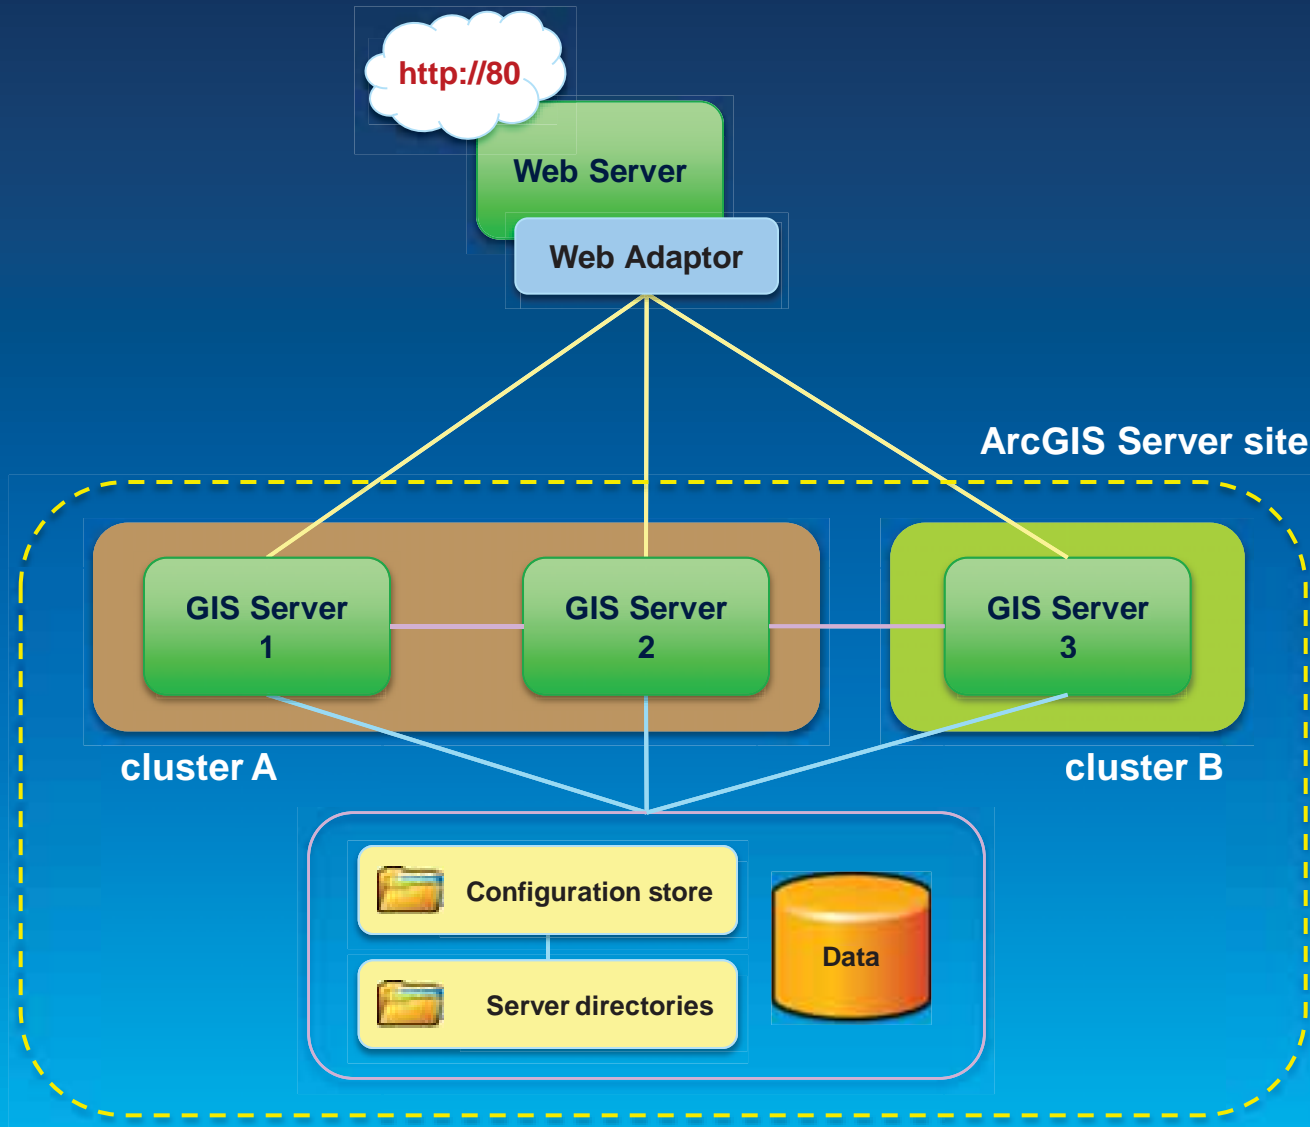 http://80
Web Server
Web Adaptor
ArcGIS Server site
GIS Server
1
GIS Server
2
GIS Server
3
cluster A
cluster B
Configuration store
Data
Server directories